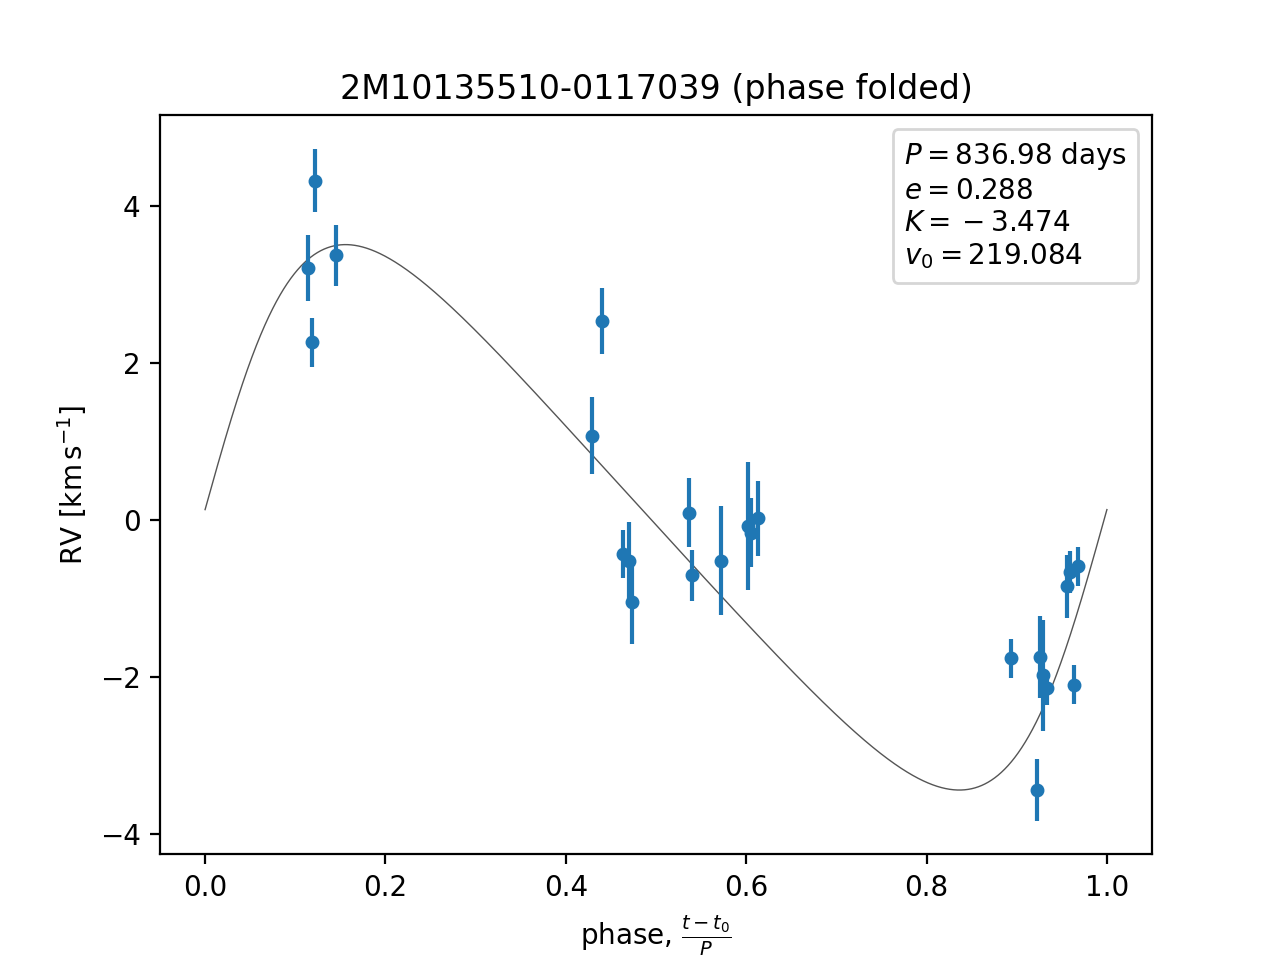 2M10135510-0117039 (phase folded)
P = 836.98 days
e = 0.288
K = −3.474
v₀ = 219.084
4
2
0
−2
−4
RV [km s⁻¹]
0.0 0.2 0.4 0.6 0.8 1.0
phase, (t − t₀)/P